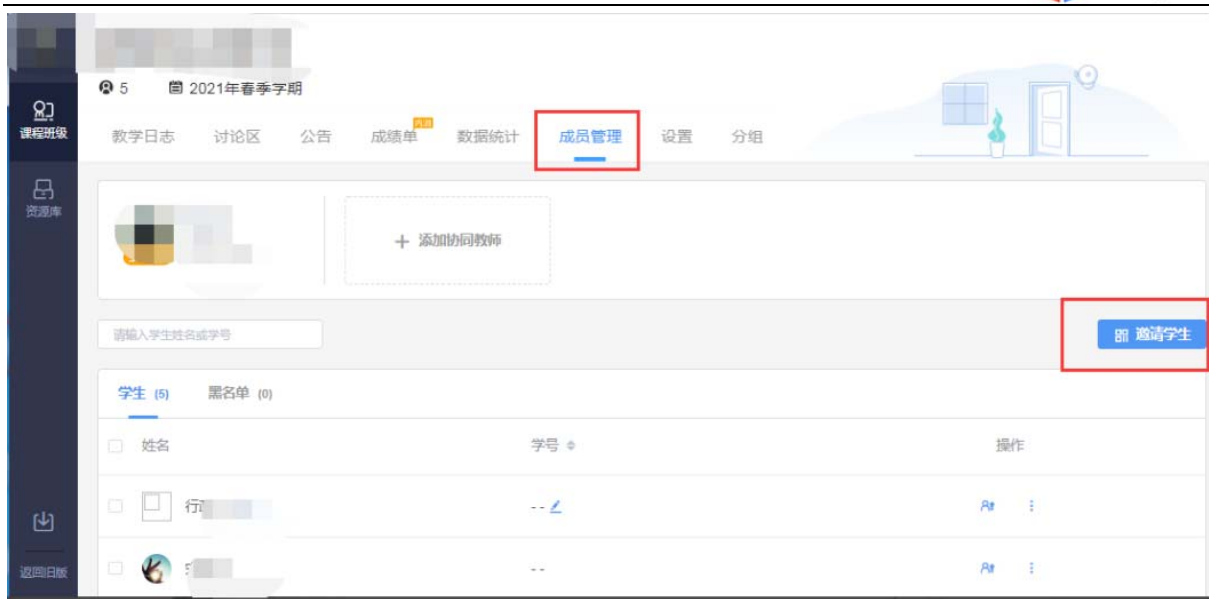 5 2021年春季学期
课程班级
教学日志 讨论区 公告 成绩单 数据统计 成员管理 设置 分组
资源库
+ 添加协同教师
请输入学生姓名或学号
邀请学生
学生 (5) 黑名单 (0)
姓名 学号 操作
行
--
--
返回旧版